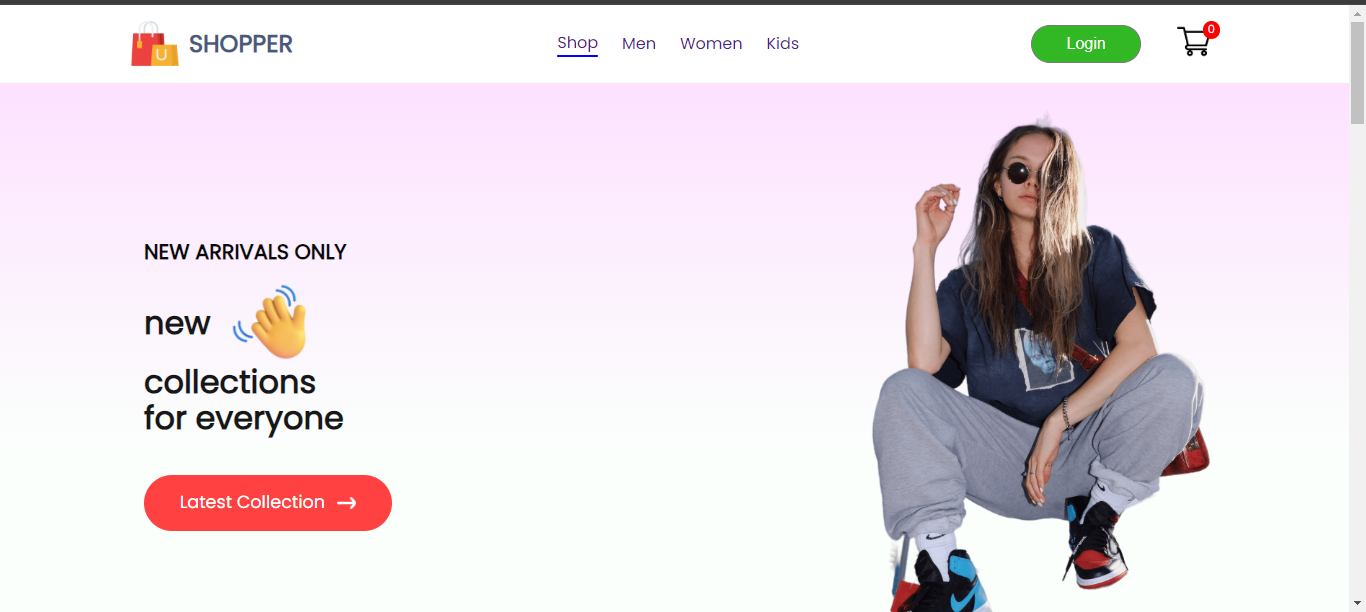 U
SHOPPER
Shop
Men
Women
Kids
Login
0
NEW ARRIVALS ONLY
new
collections
for everyone
Latest Collection →